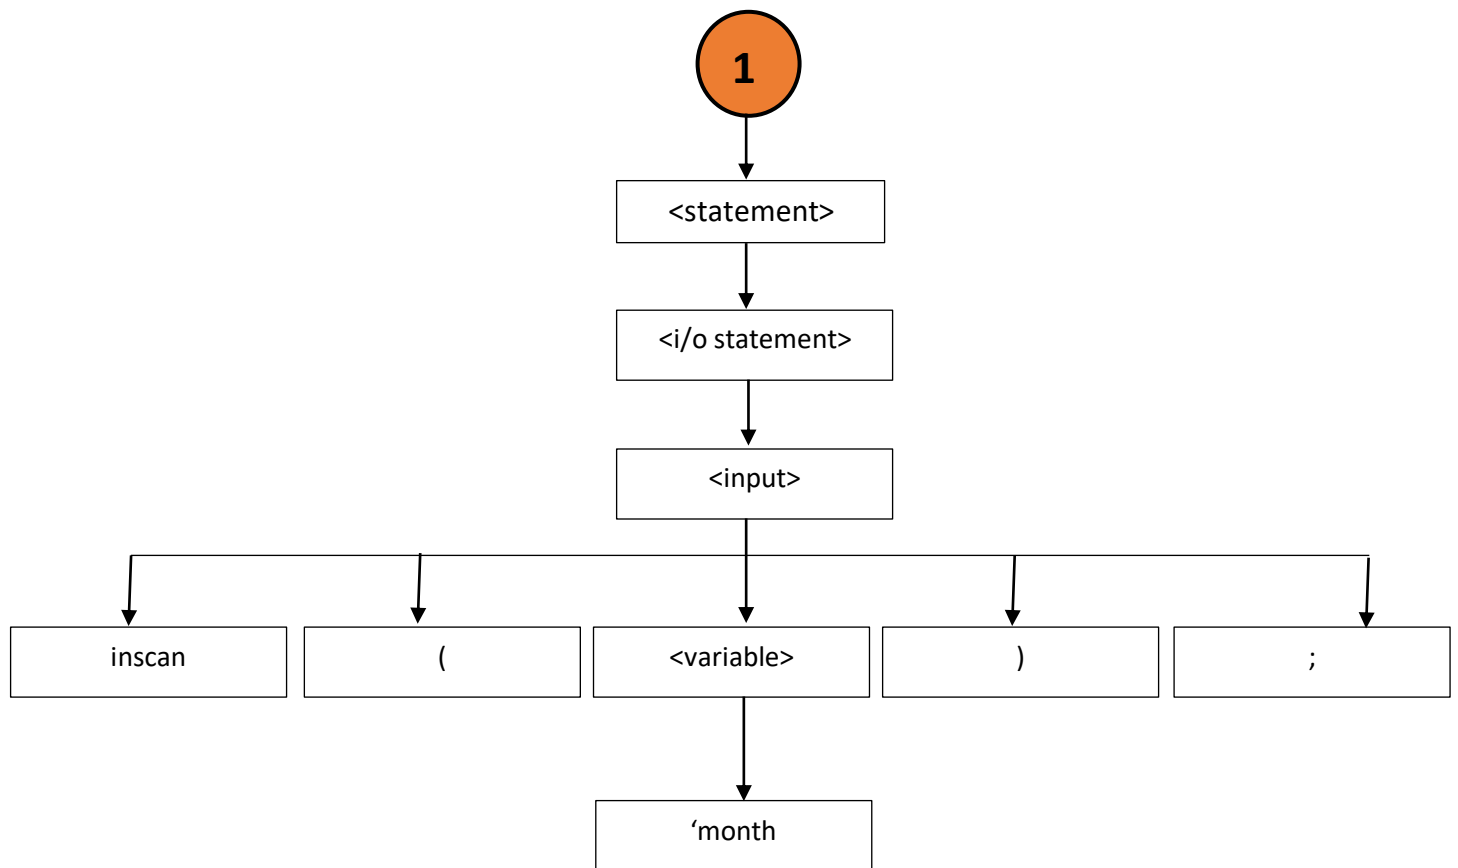 1
<statement>
<i/o statement>
<input>
inscan
(
<variable>
)
;
‘month